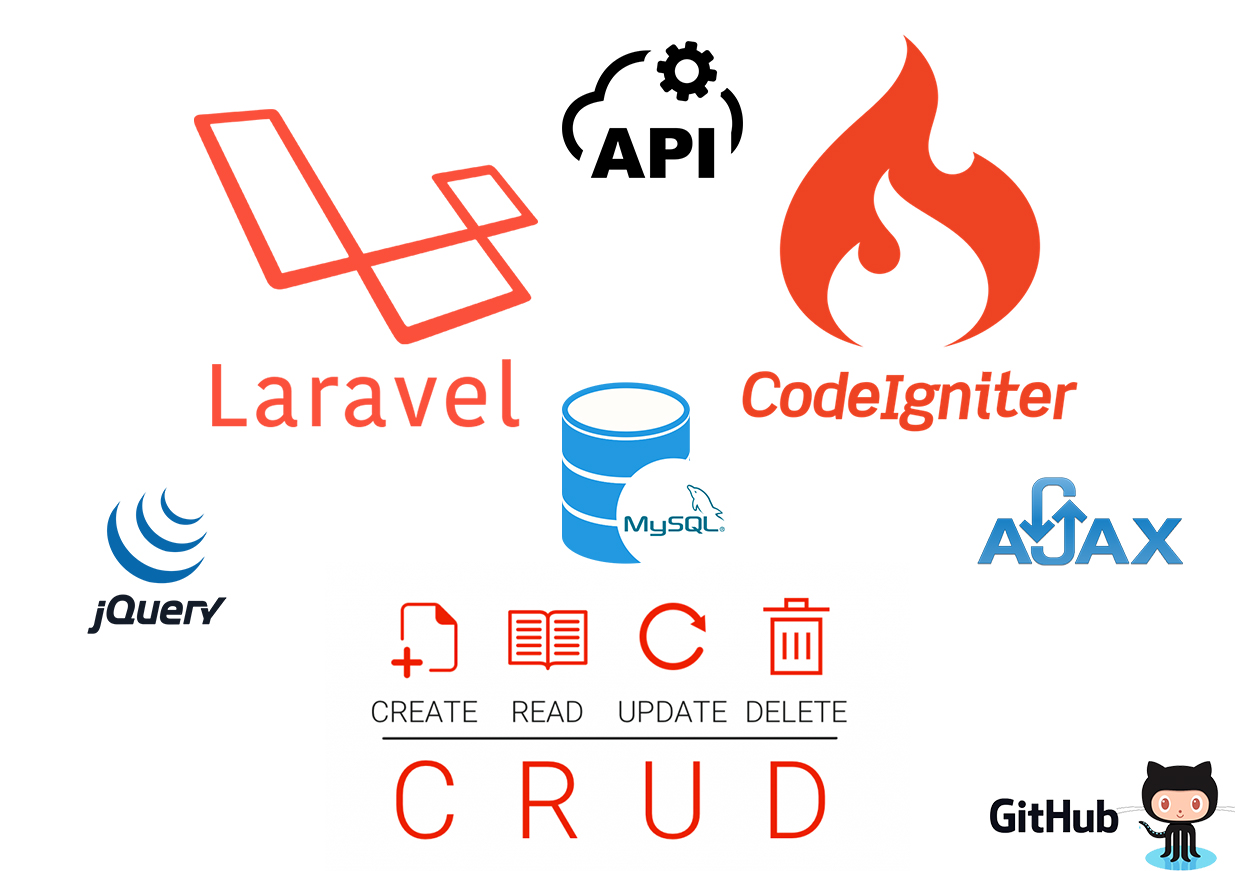 API
Laravel
CodeIgniter
MySQL®
jQuery
AJAX
CREATE READ UPDATE DELETE
C R U D
GitHub